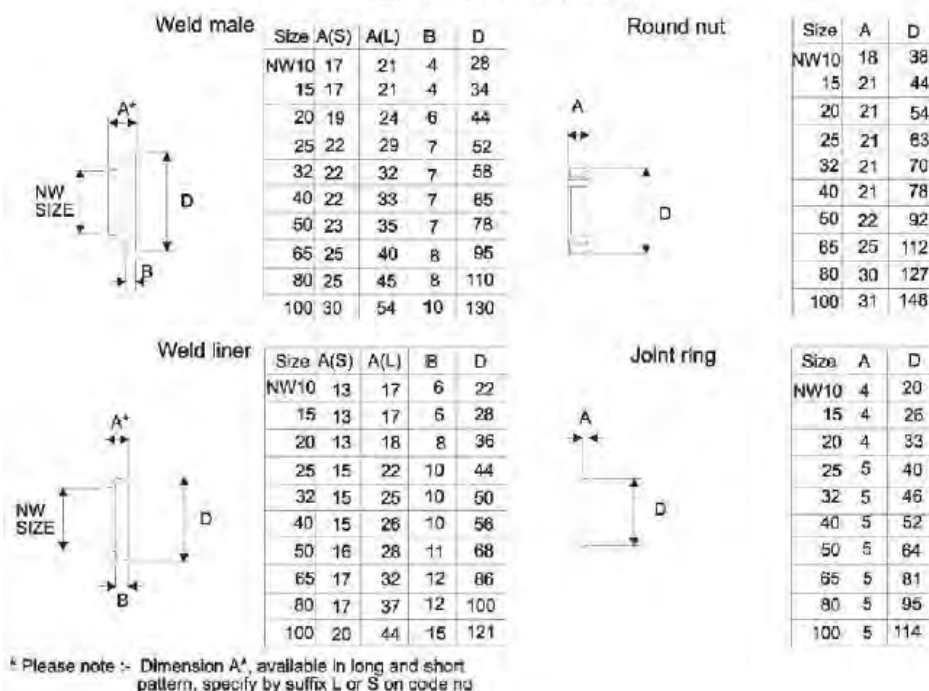 Weld male
Size A(S) A(L) B D
NW10 17 21 4 28
15 17 21 4 34
20 19 24 6 44
25 22 29 7 52
32 22 32 7 58
40 22 33 7 65
50 23 35 7 78
65 25 40 8 95
80 25 45 8 110
100 30 54 10 130
A*
NW
SIZE
D
B
Round nut
Size A D
NW10 18 38
15 21 44
20 21 54
25 21 63
32 21 70
40 21 78
50 22 92
65 25 112
80 30 127
100 31 148
A
D
Weld liner
Size A(S) A(L) B D
NW10 13 17 6 22
15 13 17 6 28
20 13 18 8 36
25 15 22 10 44
32 15 25 10 50
40 15 26 10 56
50 16 28 11 68
65 17 32 12 86
80 17 37 12 100
100 20 44 15 121
A*
NW
SIZE
D
B
Joint ring
Size A D
NW10 4 20
15 4 26
20 4 33
25 5 40
32 5 46
40 5 52
50 5 64
65 5 81
80 5 95
100 5 114
A
D
* Please note :- Dimension A*, available in long and short
pattern, specify by suffix L or S on code no